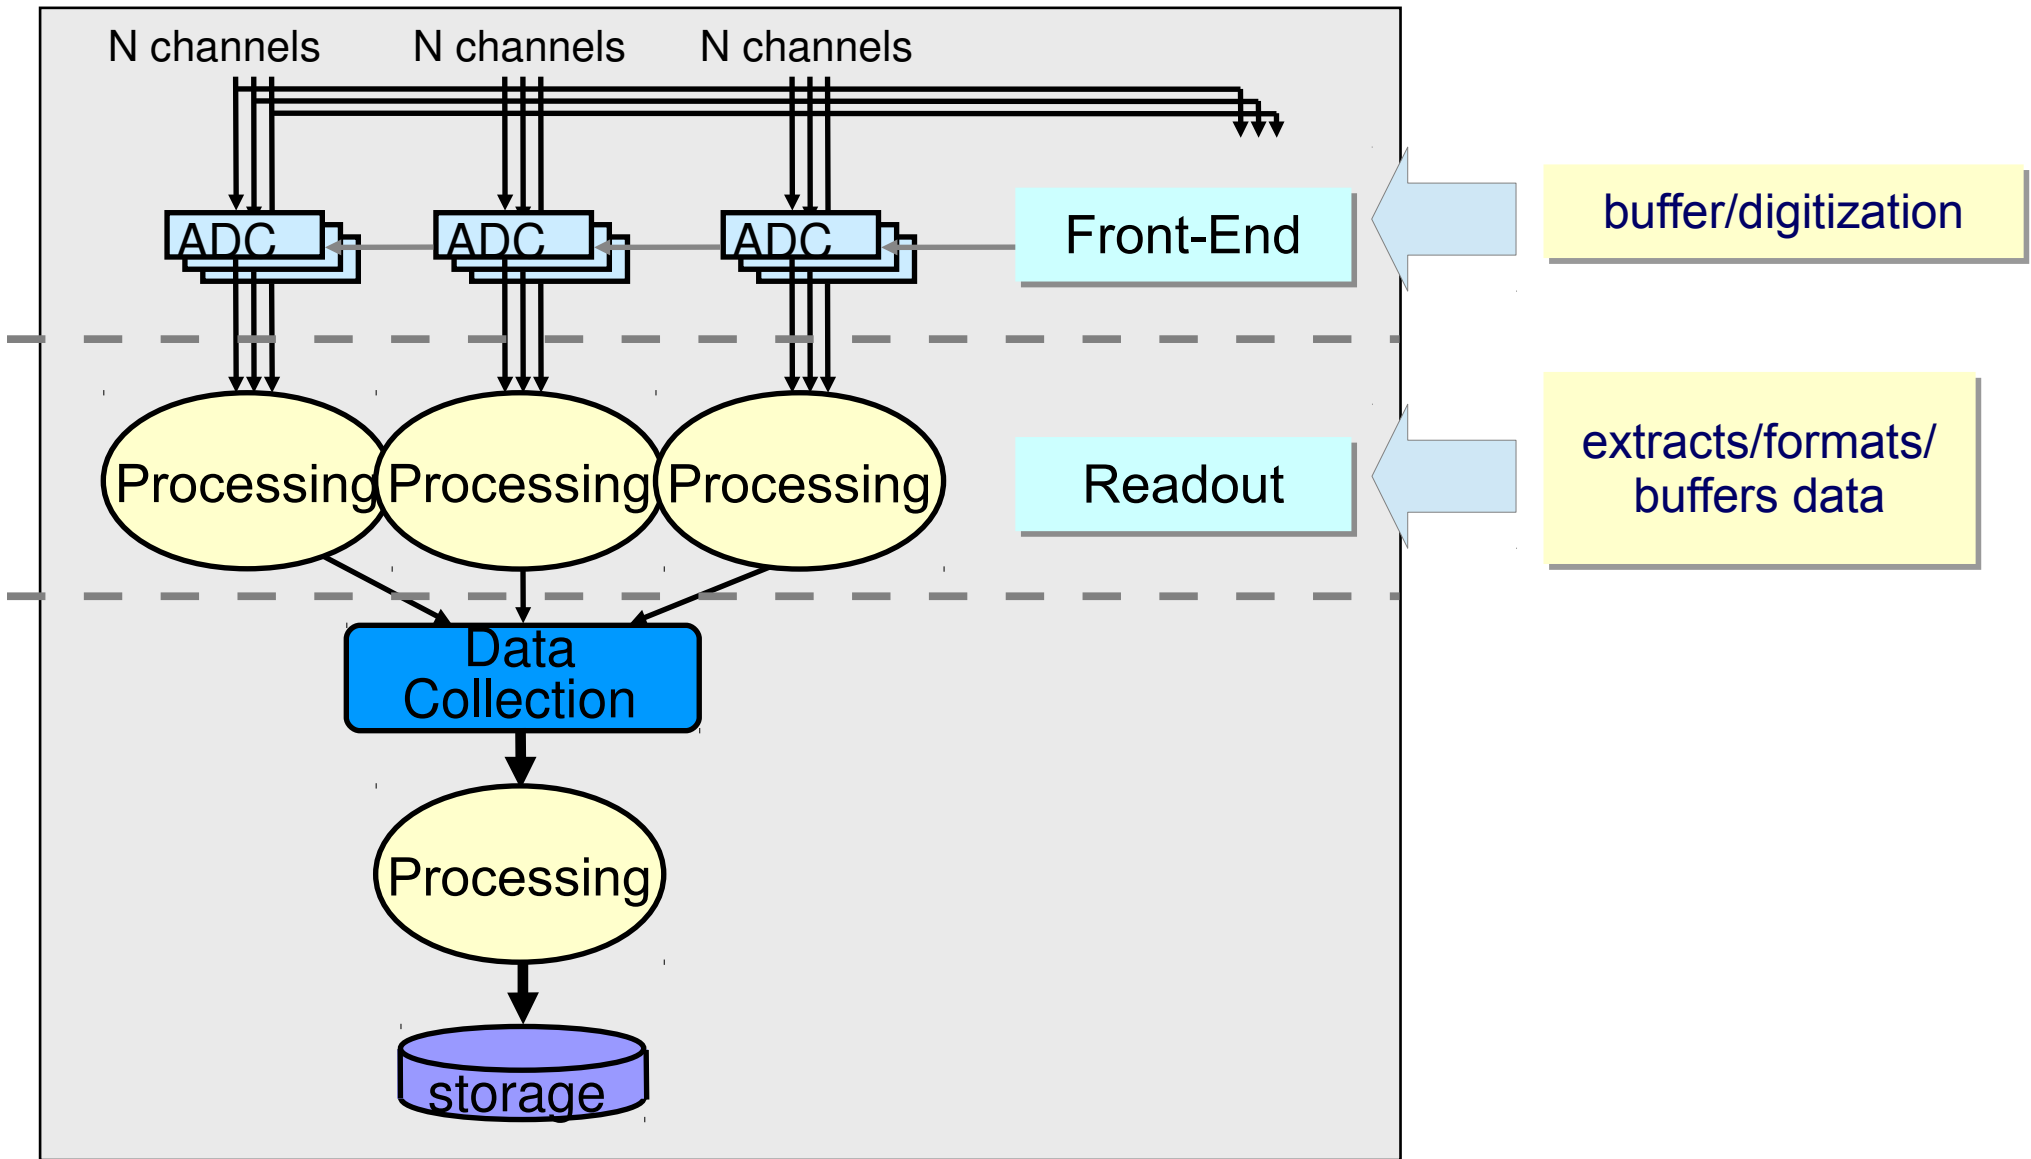 N channels
N channels
N channels
ADC
ADC
ADC
Front-End
buffer/digitization
Processing
Processing
Processing
Readout
extracts/formats/
buffers data
Data
Collection
Processing
storage